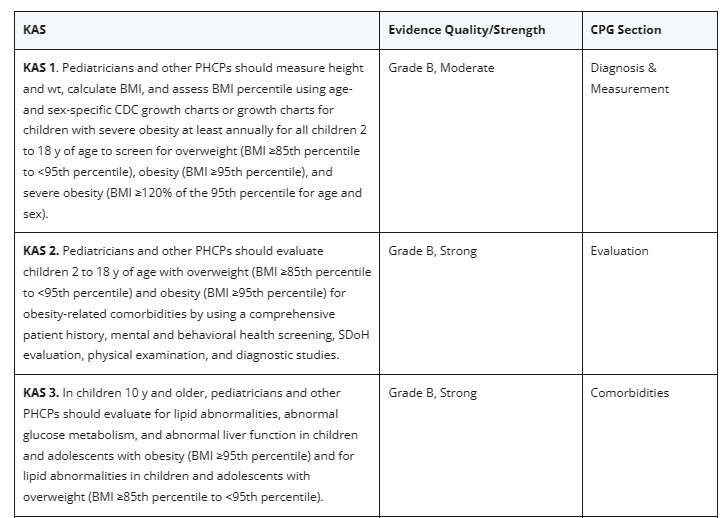 KAS
Evidence Quality/Strength
CPG Section
KAS 1. Pediatricians and other PHCPs should measure height
and wt, calculate BMI, and assess BMI percentile using age-
and sex-specific CDC growth charts or growth charts for
children with severe obesity at least annually for all children 2
to 18 y of age to screen for overweight (BMI ≥85th percentile
to <95th percentile), obesity (BMI ≥95th percentile), and
severe obesity (BMI ≥120% of the 95th percentile for age and
sex).
Grade B, Moderate
Diagnosis &
Measurement
KAS 2. Pediatricians and other PHCPs should evaluate
children 2 to 18 y of age with overweight (BMI ≥85th percentile
to <95th percentile) and obesity (BMI ≥95th percentile) for
obesity-related comorbidities by using a comprehensive
patient history, mental and behavioral health screening, SDoH
evaluation, physical examination, and diagnostic studies.
Grade B, Strong
Evaluation
KAS 3. In children 10 y and older, pediatricians and other
PHCPs should evaluate for lipid abnormalities, abnormal
glucose metabolism, and abnormal liver function in children
and adolescents with obesity (BMI ≥95th percentile) and for
lipid abnormalities in children and adolescents with
overweight (BMI ≥85th percentile to <95th percentile).
Grade B, Strong
Comorbidities